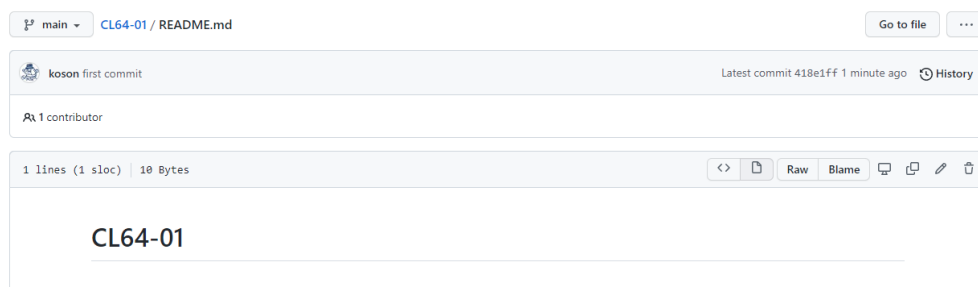 main CL64-01 / README.md Go to file ...
koson first commit Latest commit 418e1ff 1 minute ago History
1 contributor
1 lines (1 sloc) 10 Bytes <> Raw Blame
CL64-01